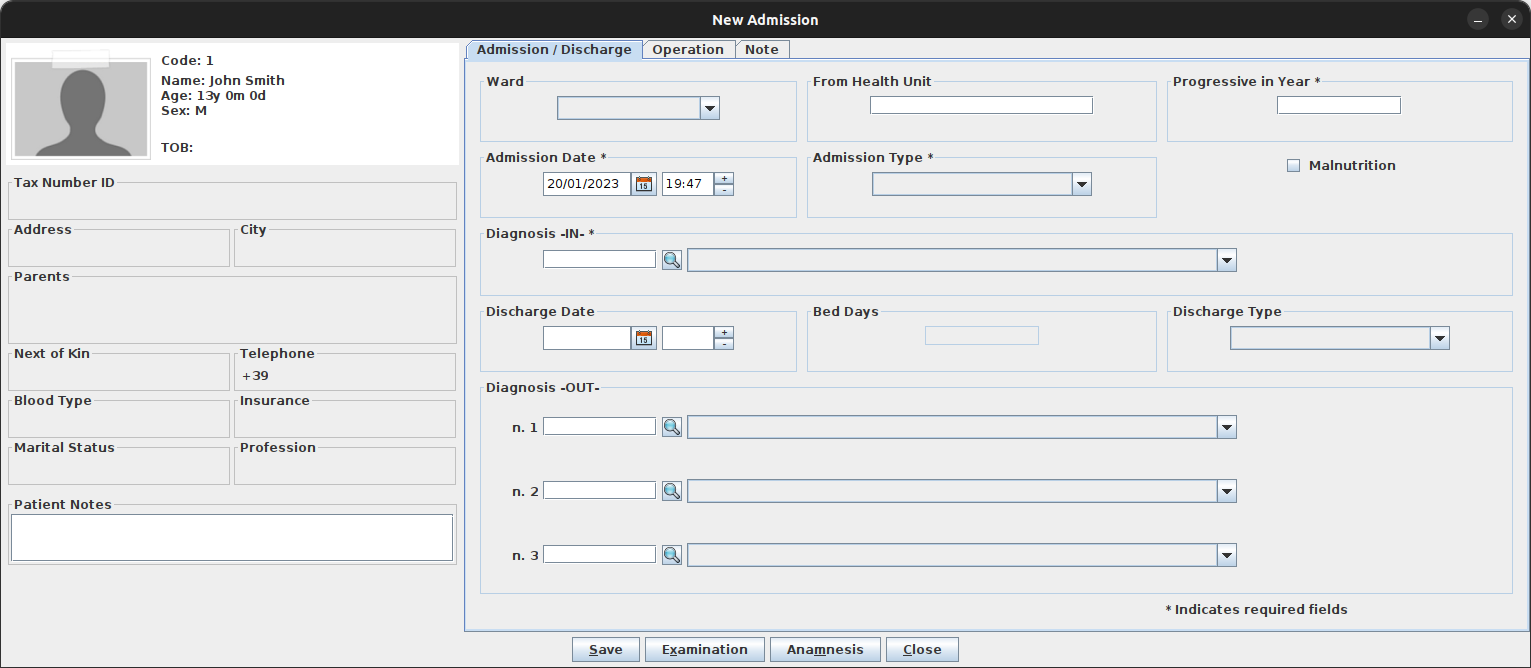 New Admission
Code: 1
Name: John Smith
Age: 13y 0m 0d
Sex: M
TOB:
Tax Number ID
Address City
Parents
Next of Kin Telephone
+39
Blood Type Insurance
Marital Status Profession
Patient Notes
Admission / Discharge Operation Note
Ward From Health Unit Progressive in Year *
Admission Date * Admission Type *
Malnutrition
20/01/2023 15 19:47 + -
Diagnosis -IN- *
Discharge Date Bed Days Discharge Type
15 + -
Diagnosis -OUT-
n. 1
n. 2
n. 3
* Indicates required fields
Save Examination Anamnesis Close